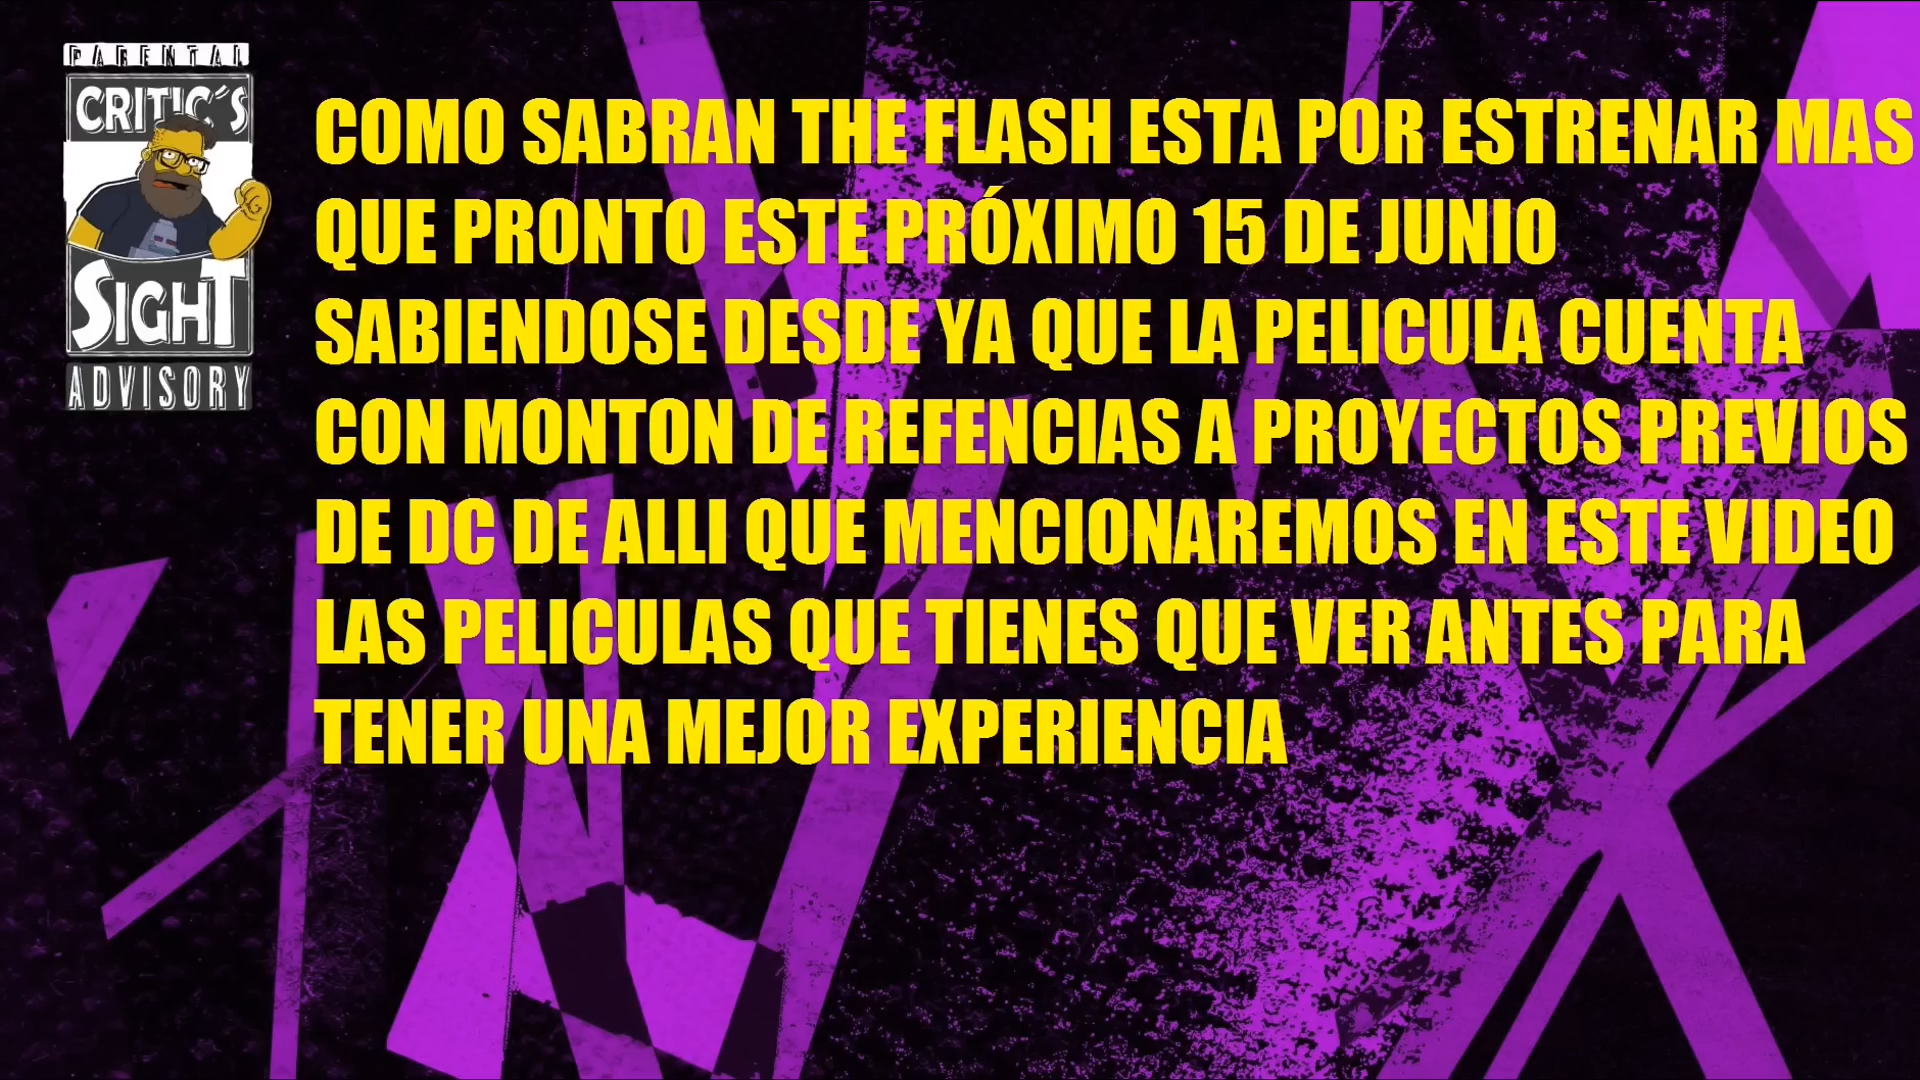 PARENTAL
CRITIC´S
SIGHT
ADVISORY
COMO SABRAN THE FLASH ESTA POR ESTRENAR MAS
QUE PRONTO ESTE PRÓXIMO 15 DE JUNIO
SABIENDOSE DESDE YA QUE LA PELICULA CUENTA
CON MONTON DE REFENCIAS A PROYECTOS PREVIOS
DE DC DE ALLI QUE MENCIONAREMOS EN ESTE VIDEO
LAS PELICULAS QUE TIENES QUE VER ANTES PARA
TENER UNA MEJOR EXPERIENCIA